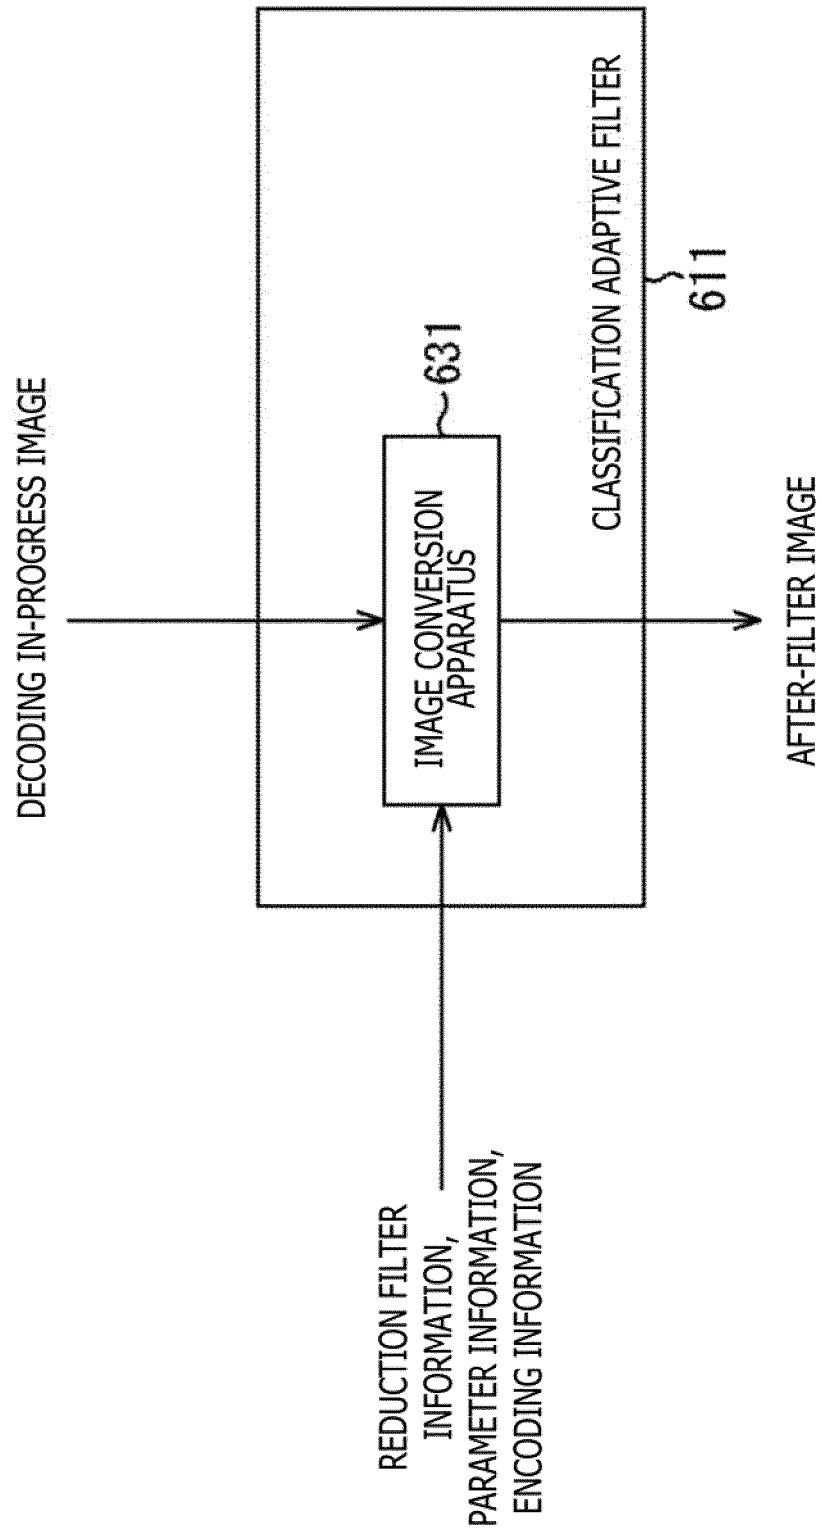 DECODING IN-PROGRESS IMAGE
REDUCTION FILTER
INFORMATION,
PARAMETER INFORMATION,
ENCODING INFORMATION
IMAGE CONVERSION
APPARATUS
631
CLASSIFICATION ADAPTIVE FILTER
611
AFTER-FILTER IMAGE